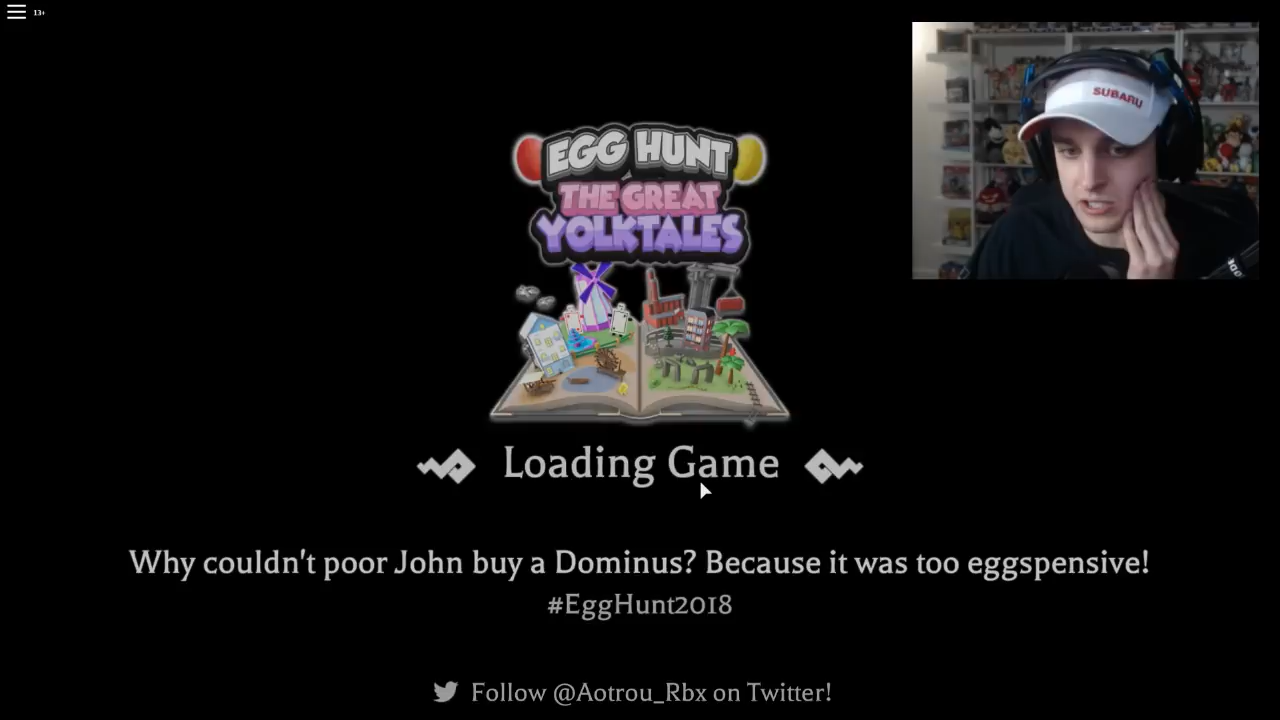 13+
SUBARU
EGG HUNT
THE GREAT
YOLKTALES
Loading Game
Why couldn't poor John buy a Dominus? Because it was too eggspensive!
#EggHunt2018
Follow @Aotrou_Rbx on Twitter!